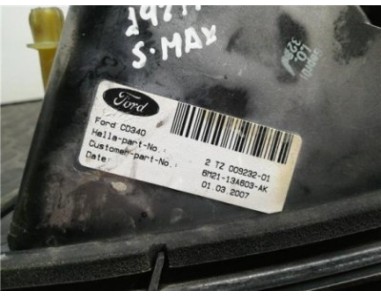 S-MAX
Ford
Ford CD340
Hella-part-No.: 2 TZ 009232-01
Customer-part-No.: 6M21-13A603-AK
Date: 01.03.2007